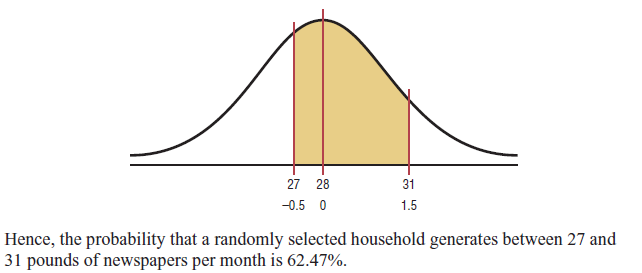 27 28 31
−0.5 0 1.5
Hence, the probability that a randomly selected household generates between 27 and
31 pounds of newspapers per month is 62.47%.